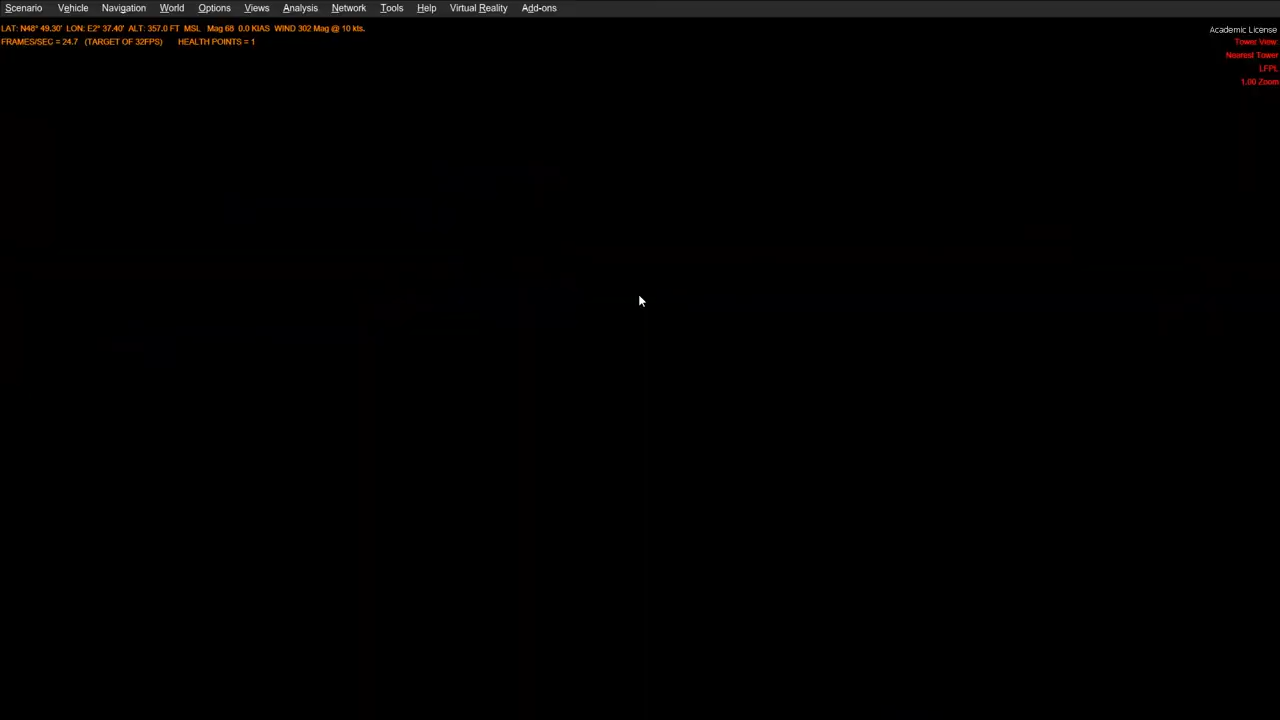 Scenario Vehicle Navigation World Options Views Analysis Network Tools Help Virtual Reality Add-ons
LAT: N48° 49.30' LON: E2° 37.40' ALT: 357.0 FT MSL Mag 68 0.0 KIAS WIND 302 Mag @ 10 kts.
FRAMES/SEC = 24.7 (TARGET OF 32FPS) HEALTH POINTS = 1
Academic License
Tower View
Nearest Tower
LFPL
1.00 Zoom